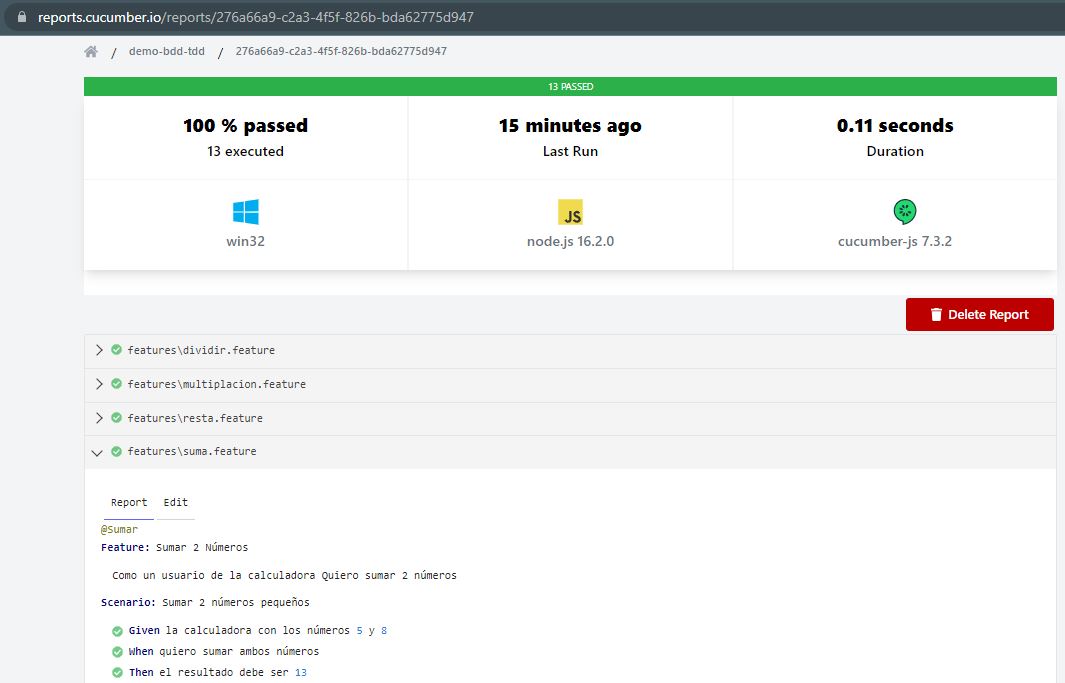 reports.cucumber.io/reports/276a66a9-c2a3-4f5f-826b-bda62775d947
/ demo-bdd-tdd / 276a66a9-c2a3-4f5f-826b-bda62775d947
13 PASSED
100 % passed
13 executed
15 minutes ago
Last Run
0.11 seconds
Duration
win32
JS
node.js 16.2.0
cucumber-js 7.3.2
Delete Report
features\dividir.feature
features\multiplacion.feature
features\resta.feature
features\suma.feature
Report Edit
@Sumar
Feature: Sumar 2 Números
Como un usuario de la calculadora Quiero sumar 2 números
Scenario: Sumar 2 números pequeños
Given la calculadora con los números 5 y 8
When quiero sumar ambos números
Then el resultado debe ser 13